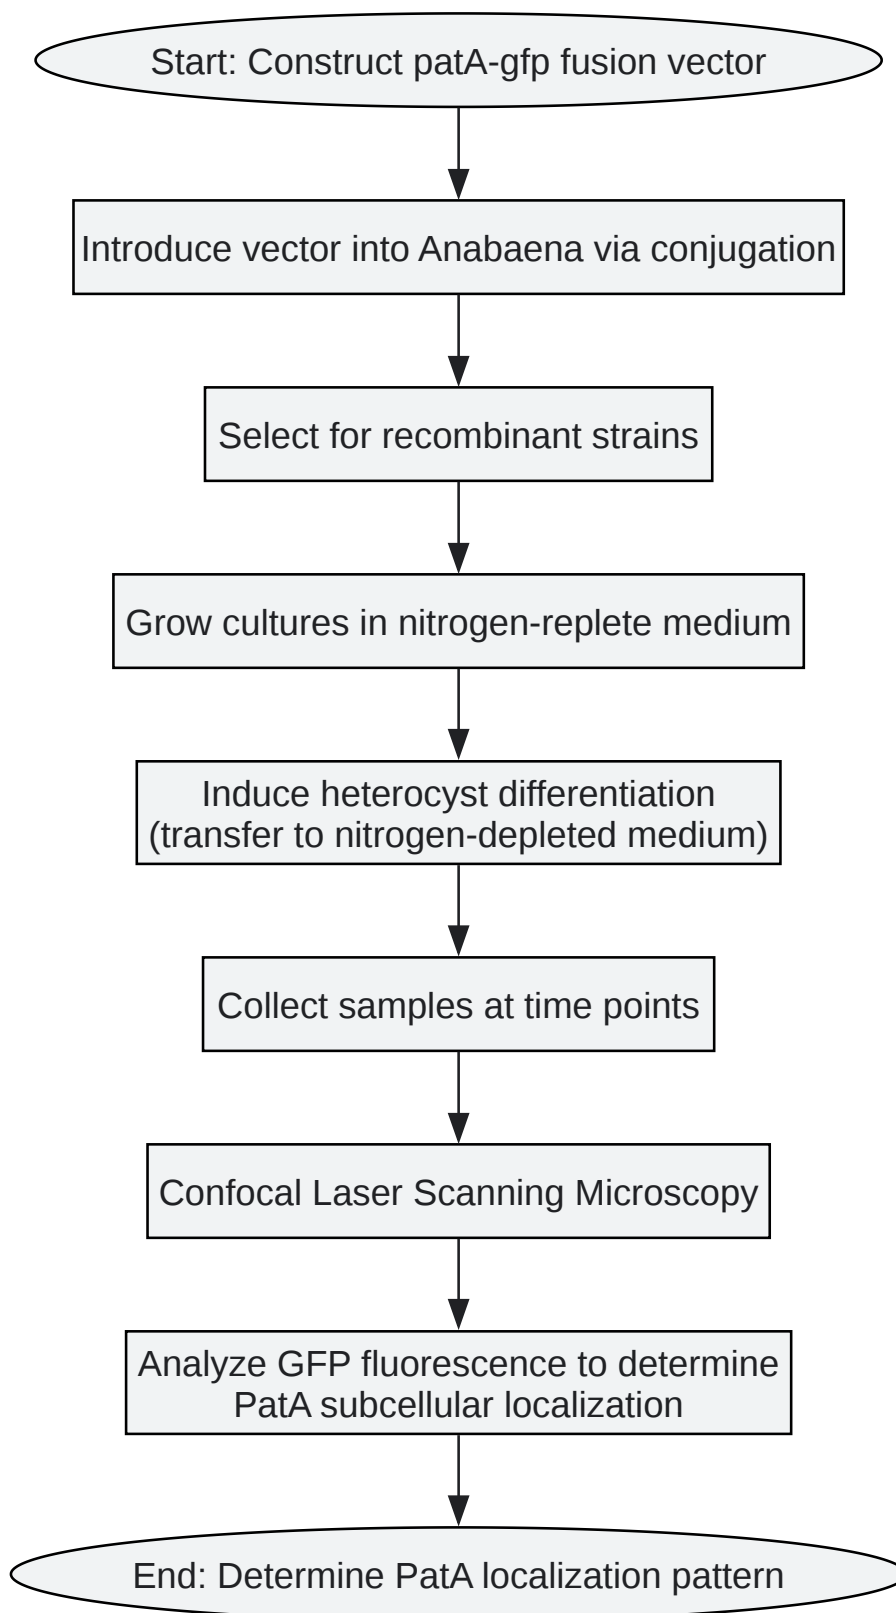 Start: Construct patA-gfp fusion vector
Introduce vector into Anabaena via conjugation
Select for recombinant strains
Grow cultures in nitrogen-replete medium
Induce heterocyst differentiation
(transfer to nitrogen-depleted medium)
Collect samples at time points
Confocal Laser Scanning Microscopy
Analyze GFP fluorescence to determine
PatA subcellular localization
End: Determine PatA localization pattern